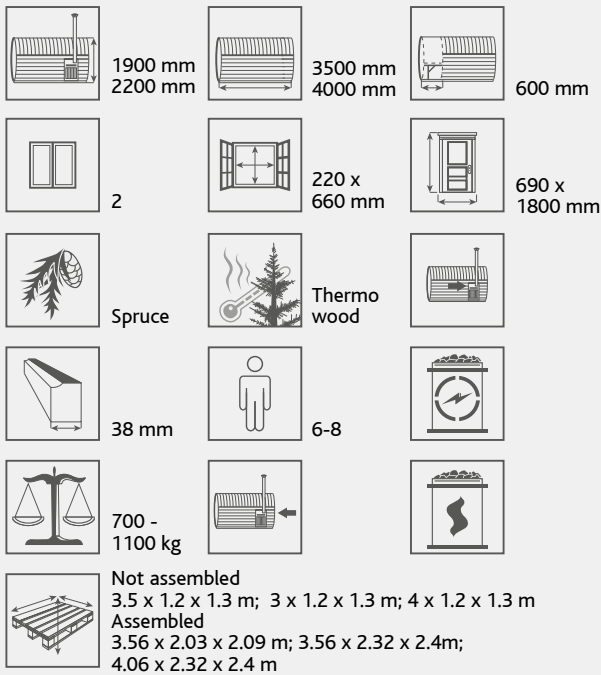 1900 mm
2200 mm
3500 mm
4000 mm
600 mm
2
220 x
660 mm
690 x
1800 mm
Spruce
Thermo
wood
38 mm
6-8
700 -
1100 kg
Not assembled
3.5 x 1.2 x 1.3 m; 3 x 1.2 x 1.3 m; 4 x 1.2 x 1.3 m
Assembled
3.56 x 2.03 x 2.09 m; 3.56 x 2.32 x 2.4m;
4.06 x 2.32 x 2.4 m